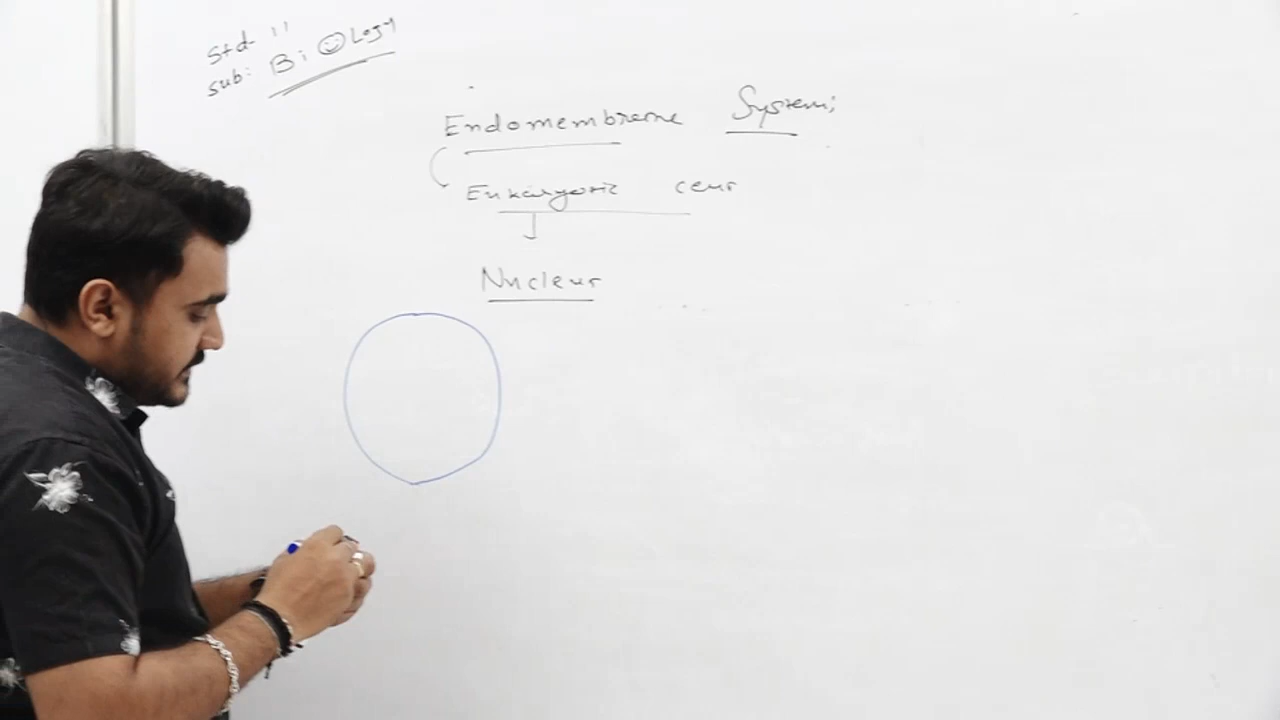 Std- 11
Sub: Bi☺Logy
Endomembrane System;
Eukaryotic cell
Nucleus